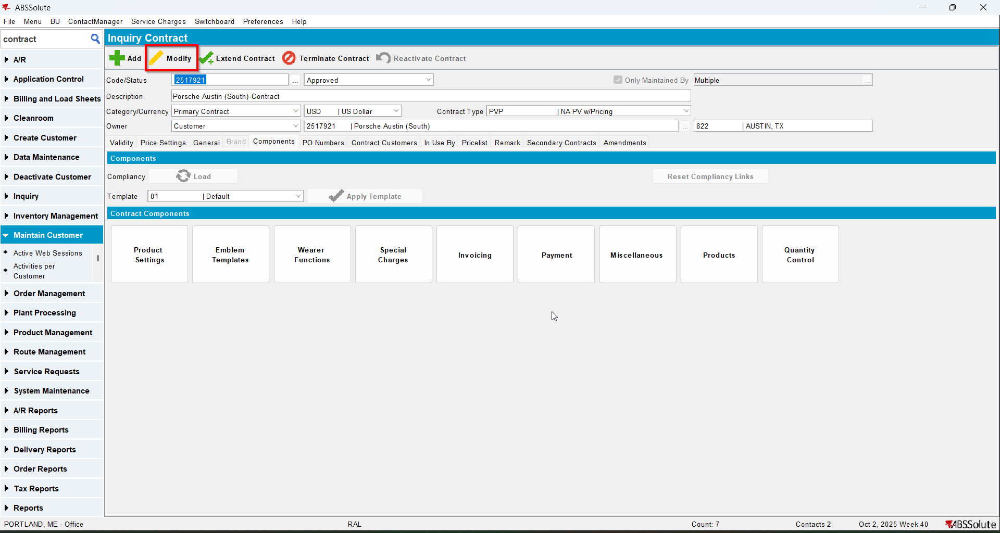 ABSSolute
File Menu BU ContactManager Service Charges Switchboard Preferences Help
contract
Inquiry Contract
Add Modify Extend Contract Terminate Contract Reactivate Contract
Code/Status 2517921 ... Approved Only Maintained By Multiple ...
Description Porsche Austin (South)-Contract
Category/Currency Primary Contract USD | US Dollar Contract Type PVP | NA PV w/Pricing
Owner Customer 2517921 | Porsche Austin (South) ... 822 | AUSTIN, TX
Validity Price Settings General Brand Components PO Numbers Contract Customers In Use By Pricelist Remark Secondary Contracts Amendments
Components
Compliancy Load Reset Compliancy Links
Template 01 | Default Apply Template
Contract Components
Product
Settings
Emblem
Templates
Wearer
Functions
Special
Charges
Invoicing
Payment
Miscellaneous
Products
Quantity
Control
A/R
Application Control
Billing and Load Sheets
Cleanroom
Create Customer
Data Maintenance
Deactivate Customer
Inquiry
Inventory Management
Maintain Customer
Active Web Sessions
Activities per
Customer
Order Management
Plant Processing
Product Management
Route Management
Service Requests
System Maintenance
A/R Reports
Billing Reports
Delivery Reports
Order Reports
Tax Reports
Reports
PORTLAND, ME - Office RAL Count: 7 Contacts 2 Oct 2, 2025 Week 40 ABSSolute